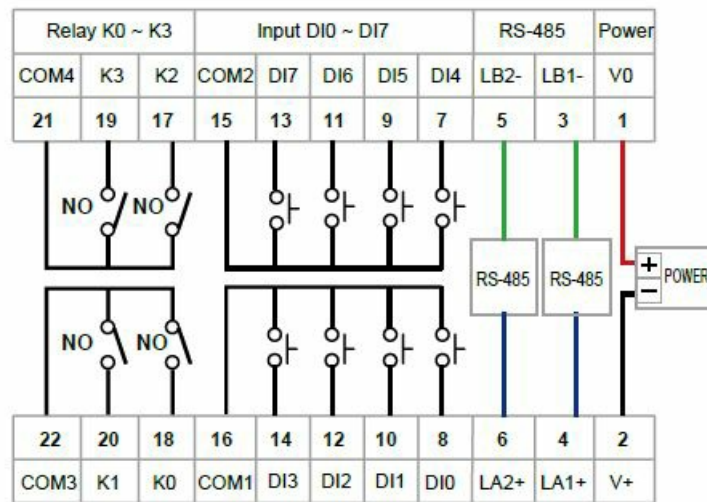 Relay K0 ~ K3 Input DI0 ~ DI7 RS-485 Power
COM4 K3 K2 COM2 DI7 DI6 DI5 DI4 LB2- LB1- V0
21 19 17 15 13 11 9 7 5 3 1
NO NO
RS-485 RS-485 + POWER
−
NO NO
22 20 18 16 14 12 10 8 6 4 2
COM3 K1 K0 COM1 DI3 DI2 DI1 DI0 LA2+ LA1+ V+